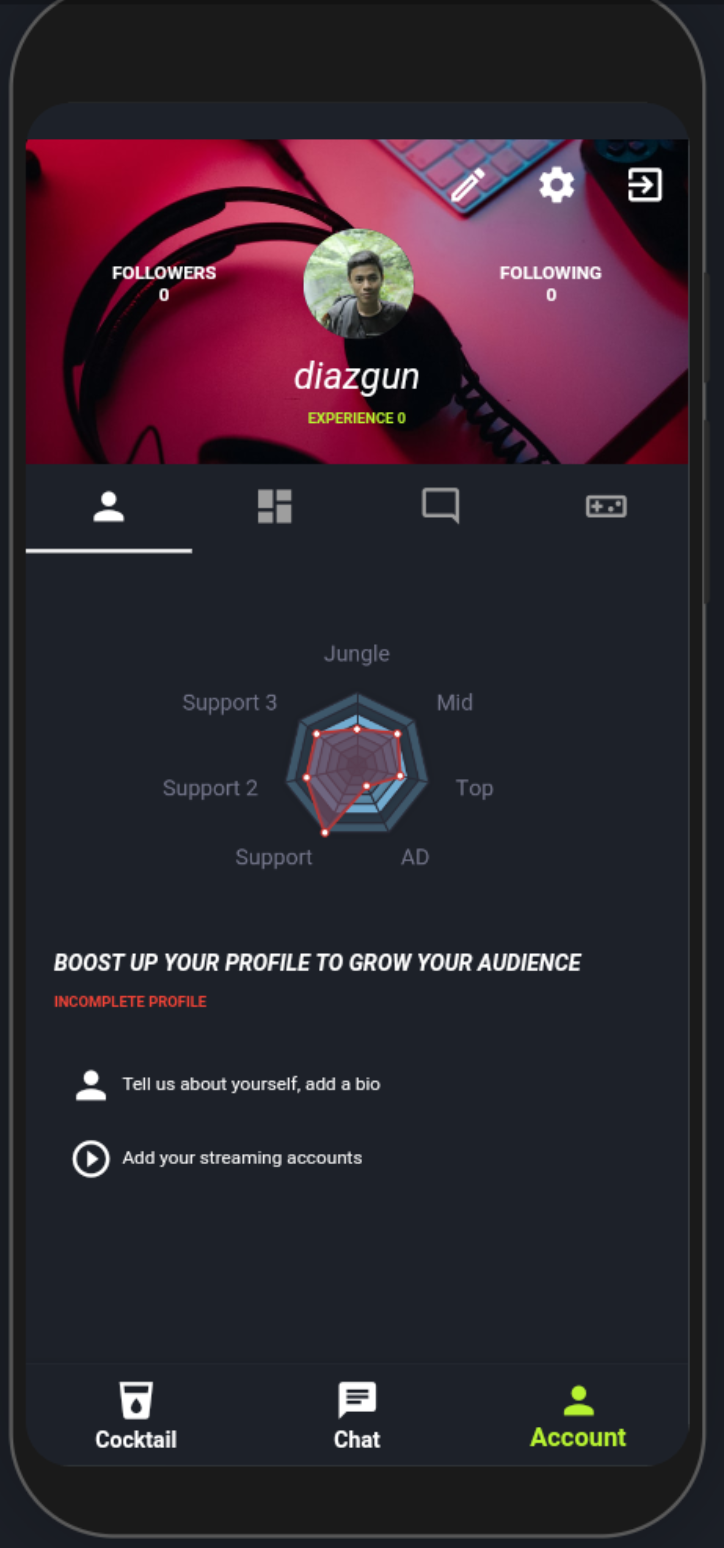 FOLLOWERS
0
FOLLOWING
0
diazgun
EXPERIENCE 0
Jungle
Support 3
Mid
Support 2
Top
Support
AD
BOOST UP YOUR PROFILE TO GROW YOUR AUDIENCE
INCOMPLETE PROFILE
Tell us about yourself, add a bio
Add your streaming accounts
Cocktail
Chat
Account